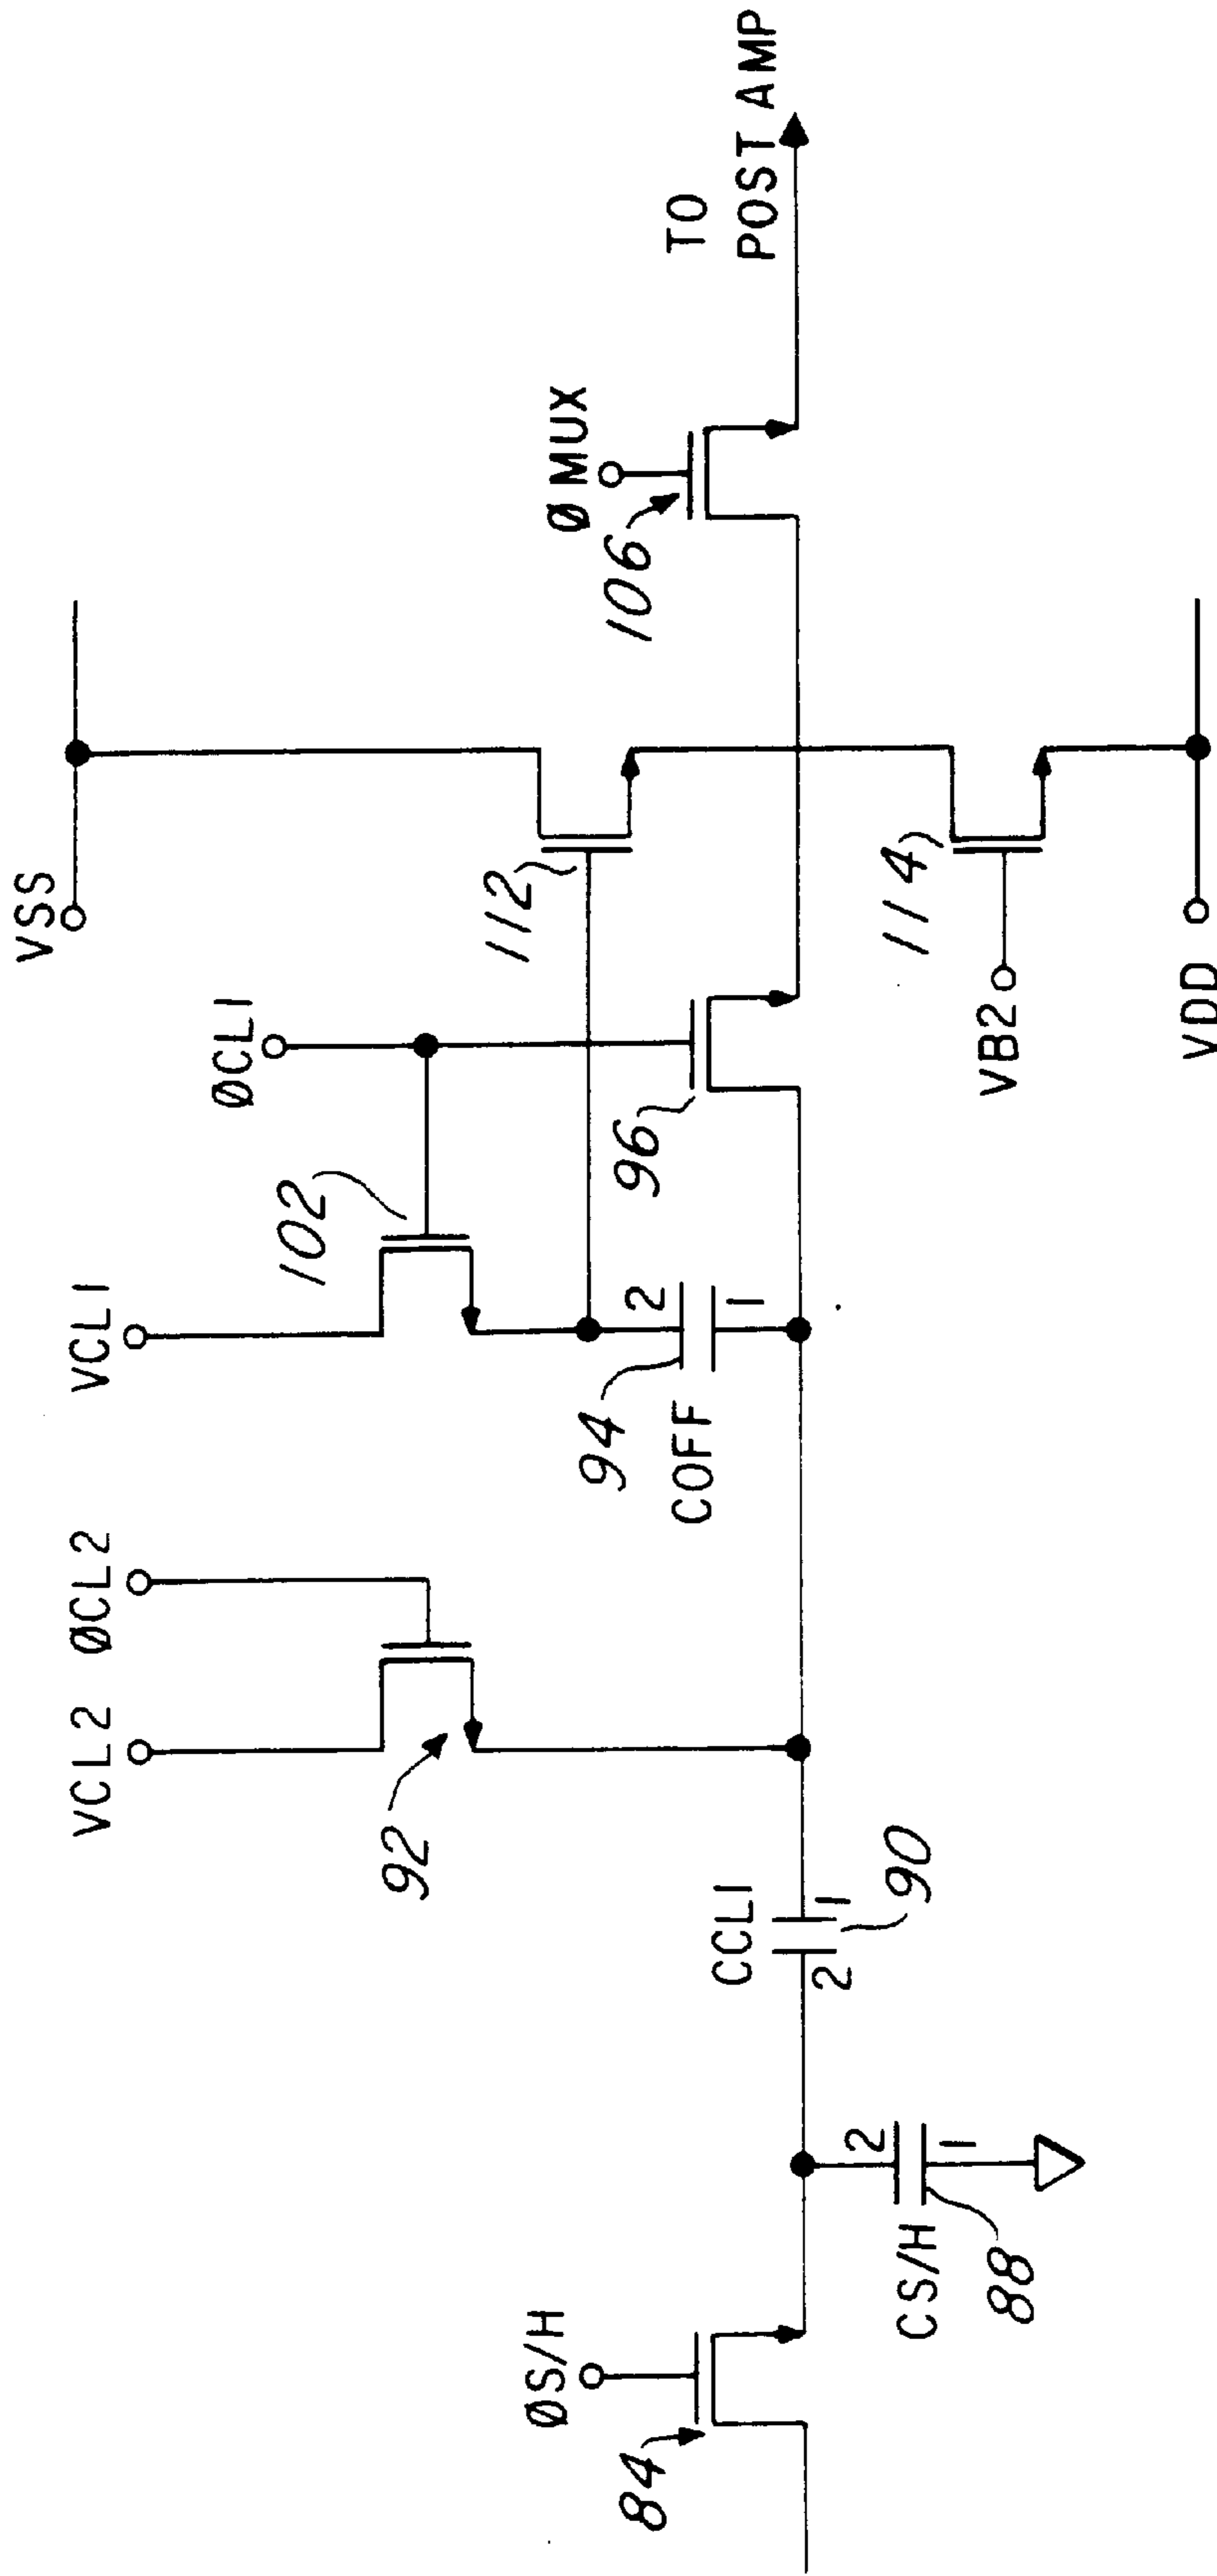 VSS
ØCL1
VCL1
ØCL2
VCL2
102
112
Ø MUX
106
TO
POST AMP
96
2
1
94
COFF
92
114
VB2
VDD
CCL1
2
1
90
ØS/H
84
2
1
CS/H
88